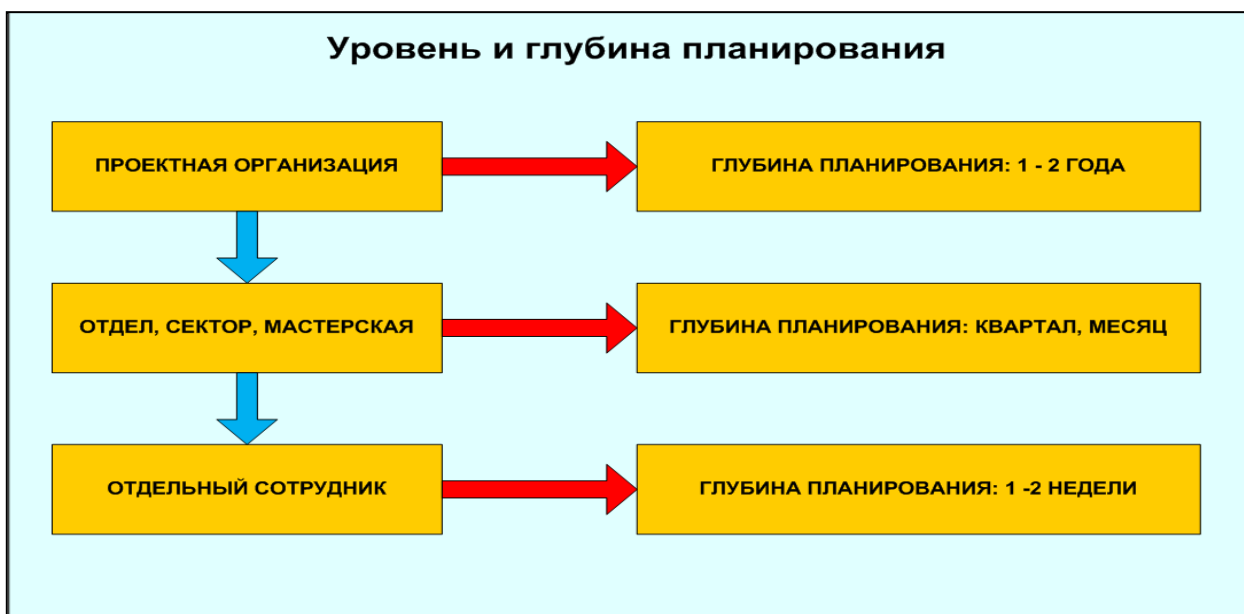 Уровень и глубина планирования
ПРОЕКТНАЯ ОРГАНИЗАЦИЯ
ГЛУБИНА ПЛАНИРОВАНИЯ: 1 - 2 ГОДА
ОТДЕЛ, СЕКТОР, МАСТЕРСКАЯ
ГЛУБИНА ПЛАНИРОВАНИЯ: КВАРТАЛ, МЕСЯЦ
ОТДЕЛЬНЫЙ СОТРУДНИК
ГЛУБИНА ПЛАНИРОВАНИЯ: 1 -2 НЕДЕЛИ